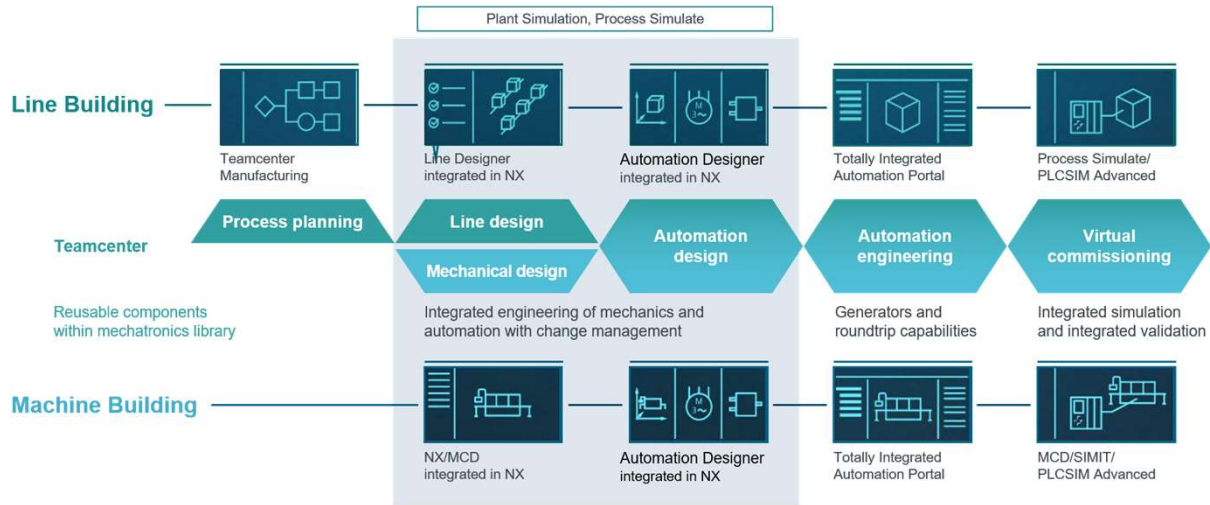 Plant Simulation, Process Simulate
Line Building
Teamcenter
Manufacturing
Line Designer
integrated in NX
M
3~
Automation Designer
integrated in NX
Totally Integrated
Automation Portal
Process Simulate/
PLCSIM Advanced
Teamcenter
Process planning
Line design
Mechanical design
Automation
design
Automation
engineering
Virtual
commissioning
Reusable components
within mechatronics library
Integrated engineering of mechanics and
automation with change management
Generators and
roundtrip capabilities
Integrated simulation
and integrated validation
Machine Building
NX/MCD
integrated in NX
M
3~
Automation Designer
integrated in NX
Totally Integrated
Automation Portal
MCD/SIMIT/
PLCSIM Advanced